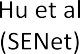 Hu et al
(SENet)